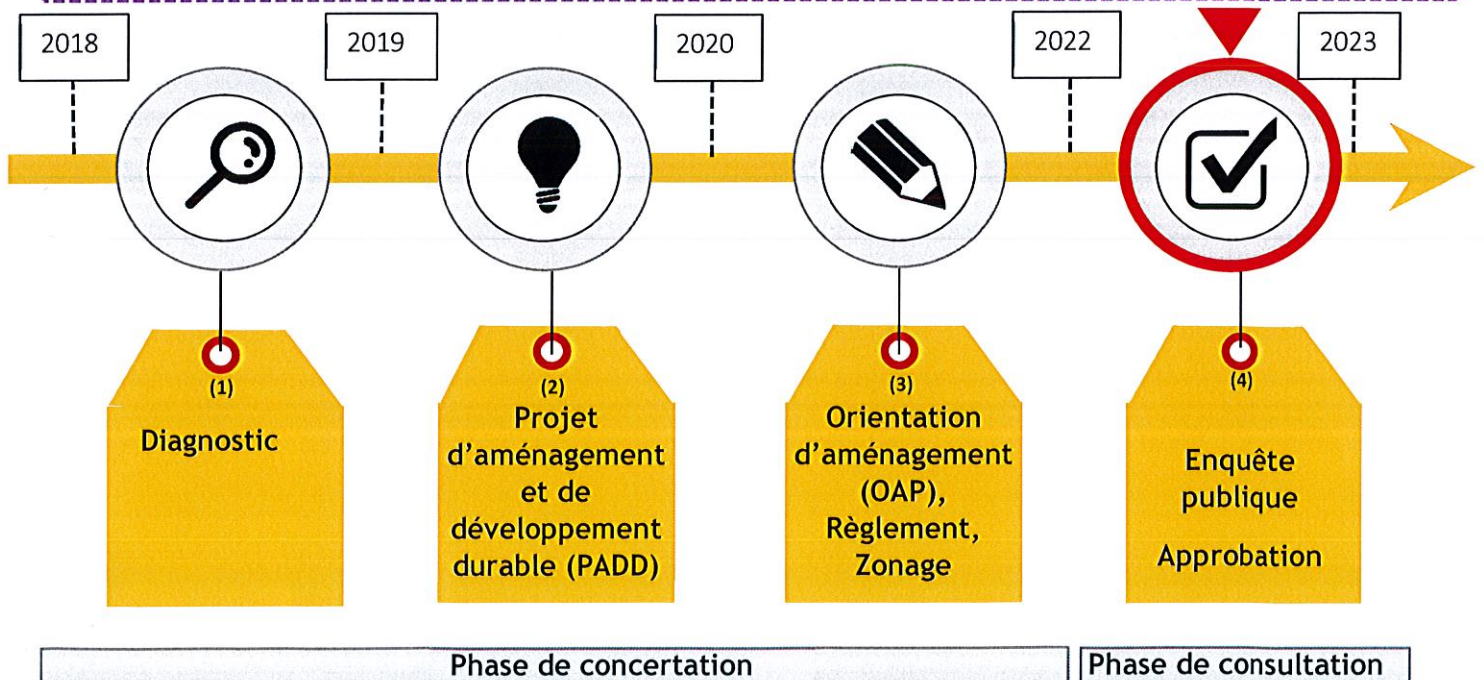 2018
2019
2020
2022
2023
(1)
Diagnostic
(2)
Projet
d'aménagement
et de
développement
durable (PADD)
(3)
Orientation
d'aménagement
(OAP),
Règlement,
Zonage
(4)
Enquête
publique
Approbation
Phase de concertation
Phase de consultation